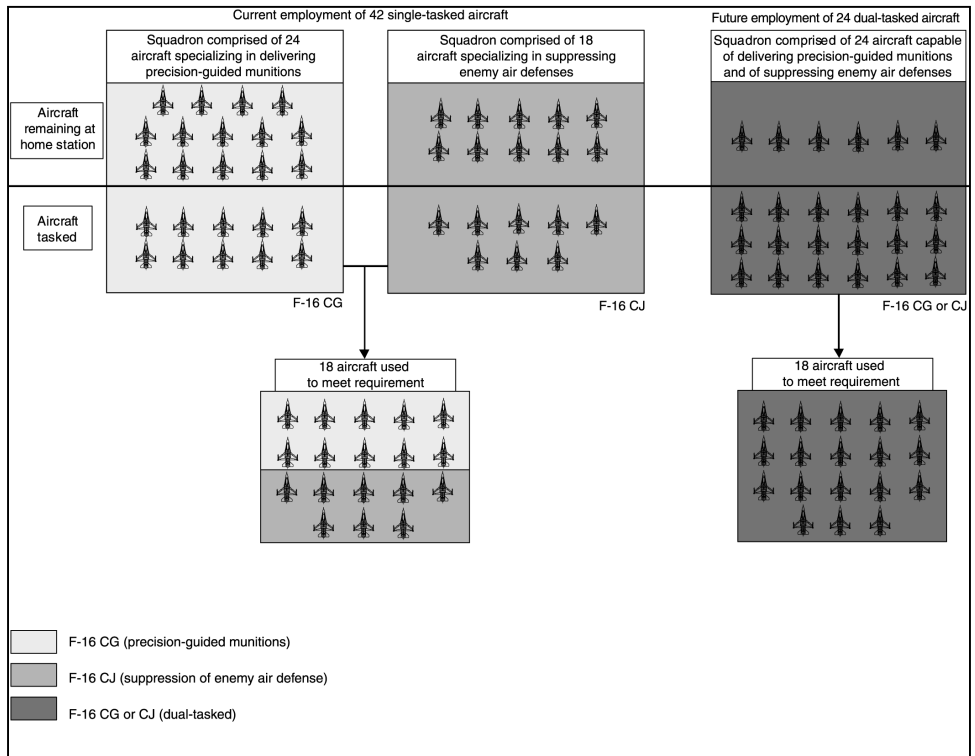 Current employment of 42 single-tasked aircraft
Future employment of 24 dual-tasked aircraft
Squadron comprised of 24
aircraft specializing in delivering
precision-guided munitions
Squadron comprised of 18
aircraft specializing in suppressing
enemy air defenses
Squadron comprised of 24 aircraft capable
of delivering precision-guided munitions
and of suppressing enemy air defenses
Aircraft
remaining at
home station
Aircraft
tasked
F-16 CG
F-16 CJ
F-16 CG or CJ
18 aircraft used
to meet requirement
18 aircraft used
to meet requirement
F-16 CG (precision-guided munitions)
F-16 CJ (suppression of enemy air defense)
F-16 CG or CJ (dual-tasked)